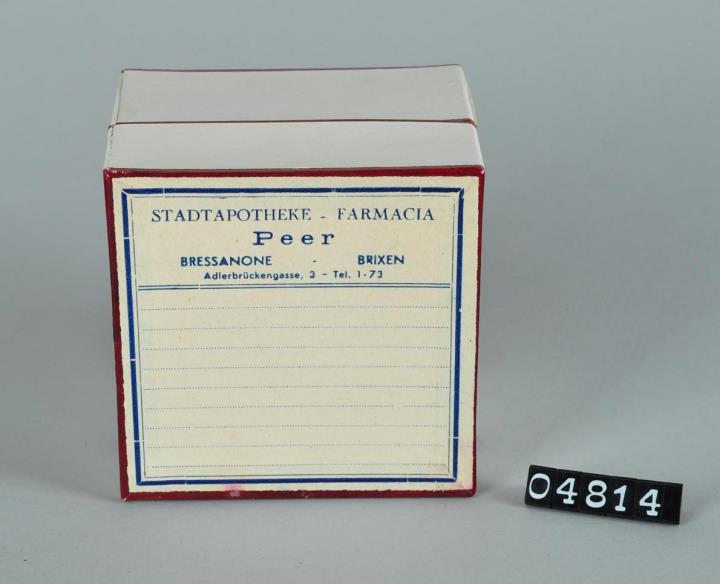 STADTAPOTHEKE - FARMACIA
Peer
BRESSANONE - BRIXEN
Adlerbrückengasse, 3 - Tel. 1-73
04814